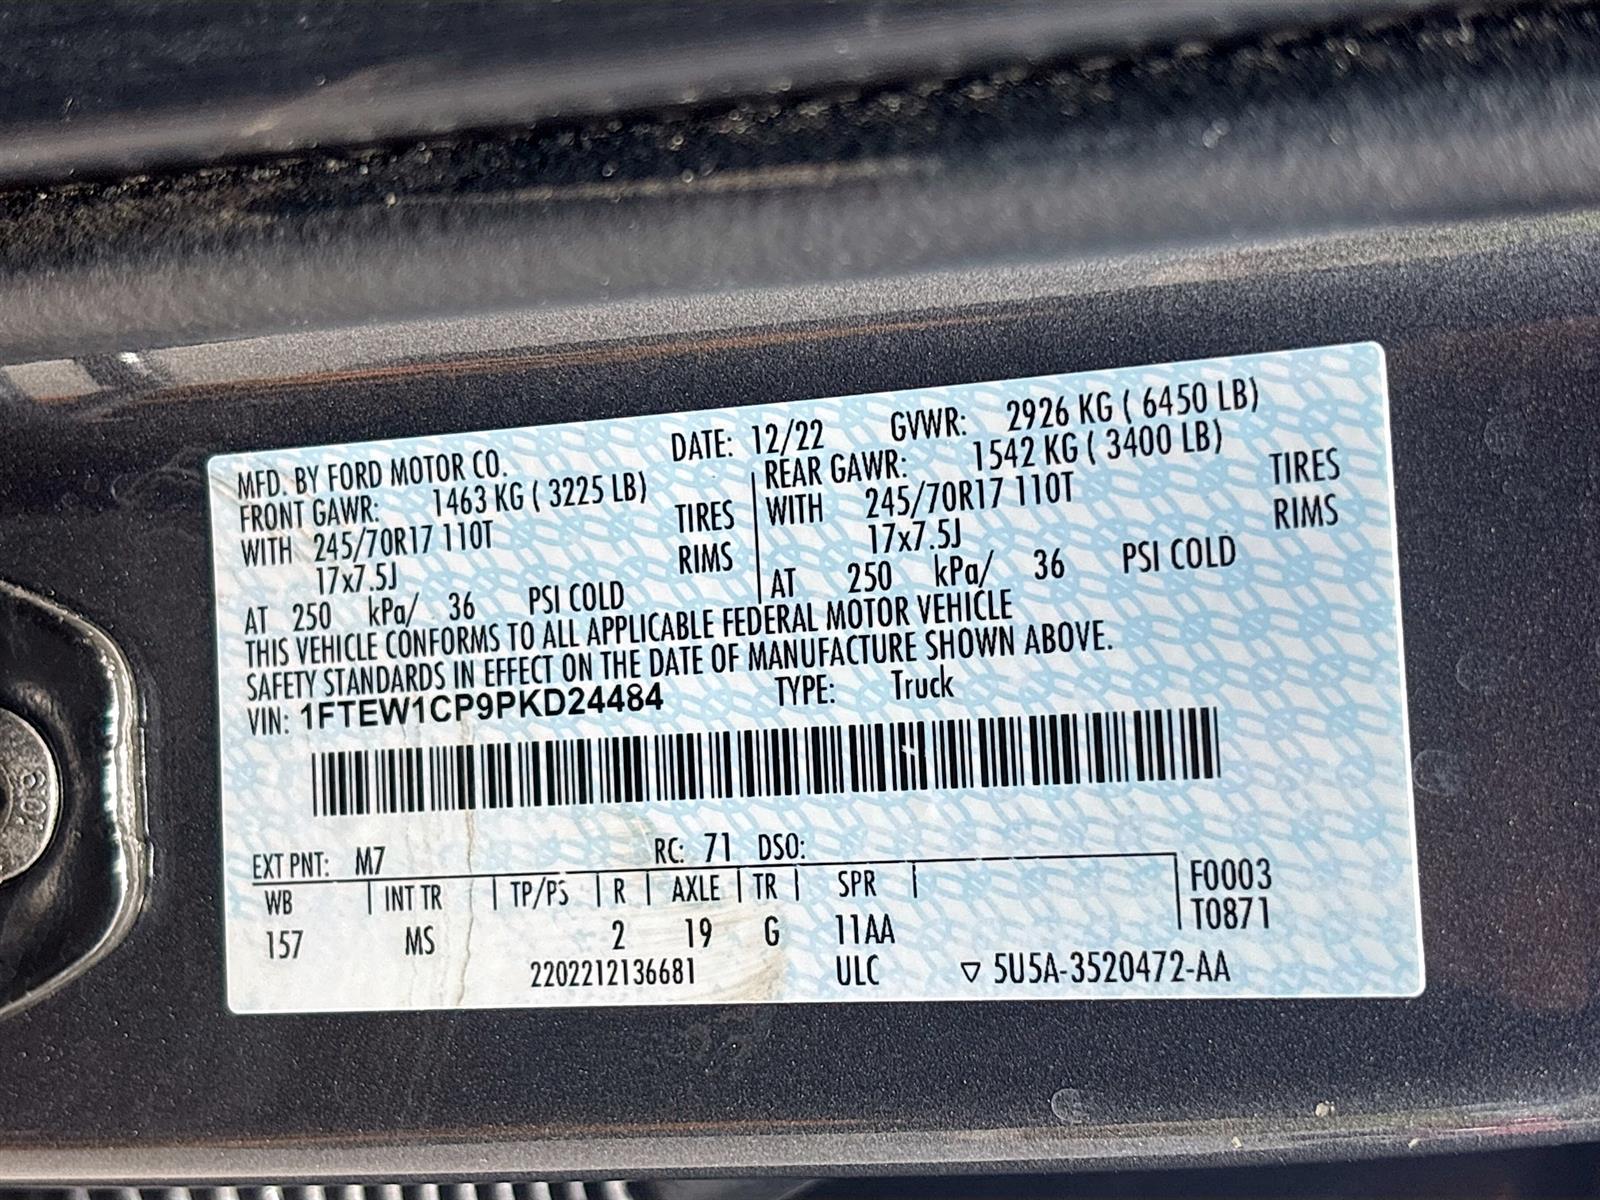 MFD. BY FORD MOTOR CO. DATE: 12/22 GVWR: 2926 KG ( 6450 LB)
FRONT GAWR: 1463 KG ( 3225 LB) REAR GAWR: 1542 KG ( 3400 LB)
WITH 245/70R17 110T TIRES WITH 245/70R17 110T TIRES
17x7.5J RIMS 17x7.5J RIMS
AT 250 kPa/ 36 PSI COLD AT 250 kPa/ 36 PSI COLD
THIS VEHICLE CONFORMS TO ALL APPLICABLE FEDERAL MOTOR VEHICLE
SAFETY STANDARDS IN EFFECT ON THE DATE OF MANUFACTURE SHOWN ABOVE.
VIN: 1FTEW1CP9PKD24484 TYPE: Truck
EXT PNT: M7 RC: 71 DSO:
WB INT TR TP/PS R AXLE TR SPR F0003
157 MS 2 19 G 11AA T0871
2202212136681 ULC ▽ 5U5A-3520472-AA